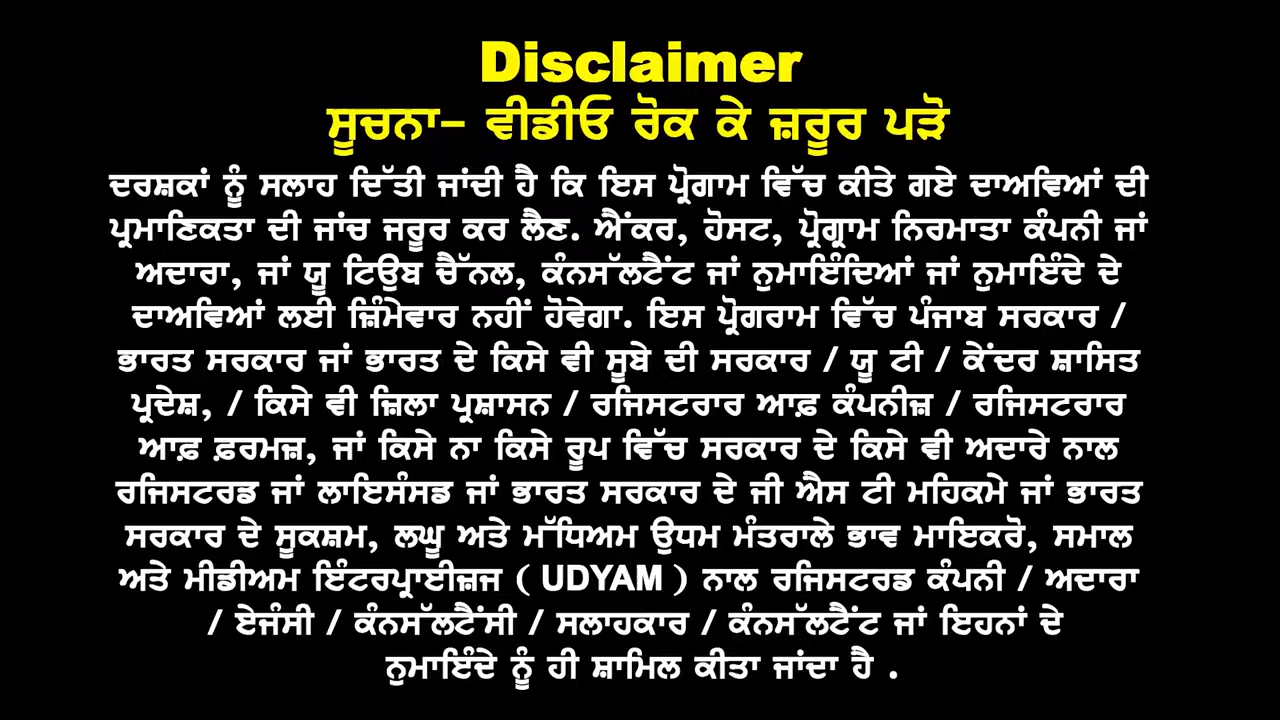 Disclaimer
ਸੂਚਨਾ- ਵੀਡੀਓ ਰੋਕ ਕੇ ਜ਼ਰੂਰ ਪੜੋ
ਦਰਸ਼ਕਾਂ ਨੂੰ ਸਲਾਹ ਦਿੱਤੀ ਜਾਂਦੀ ਹੈ ਕਿ ਇਸ ਪ੍ਰੋਗਾਮ ਵਿੱਚ ਕੀਤੇ ਗਏ ਦਾਅਵਿਆਂ ਦੀ
ਪ੍ਰਮਾਣਿਕਤਾ ਦੀ ਜਾਂਚ ਜਰੂਰ ਕਰ ਲੈਣ. ਐਂਕਰ, ਹੋਸਟ, ਪ੍ਰੋਗ੍ਰਾਮ ਨਿਰਮਾਤਾ ਕੰਪਨੀ ਜਾਂ
ਅਦਾਰਾ, ਜਾਂ ਯੂ ਟਿਊਬ ਚੈੱਨਲ, ਕੰਨਸੱਲਟੈਂਟ ਜਾਂ ਨੁਮਾਇੰਦਿਆਂ ਜਾਂ ਨੁਮਾਇੰਦੇ ਦੇ
ਦਾਅਵਿਆਂ ਲਈ ਜ਼ਿੰਮੇਵਾਰ ਨਹੀਂ ਹੋਵੇਗਾ. ਇਸ ਪ੍ਰੋਗਰਾਮ ਵਿੱਚ ਪੰਜਾਬ ਸਰਕਾਰ /
ਭਾਰਤ ਸਰਕਾਰ ਜਾਂ ਭਾਰਤ ਦੇ ਕਿਸੇ ਵੀ ਸੂਬੇ ਦੀ ਸਰਕਾਰ / ਯੂ ਟੀ / ਕੇਂਦਰ ਸ਼ਾਸਿਤ
ਪ੍ਰਦੇਸ਼, / ਕਿਸੇ ਵੀ ਜ਼ਿਲਾ ਪ੍ਰਸ਼ਾਸਨ / ਰਜਿਸਟਰਾਰ ਆਫ਼ ਕੰਪਨੀਜ਼ / ਰਜਿਸਟਰਾਰ
ਆਫ਼ ਫ਼ਰਮਜ਼, ਜਾਂ ਕਿਸੇ ਨਾ ਕਿਸੇ ਰੂਪ ਵਿੱਚ ਸਰਕਾਰ ਦੇ ਕਿਸੇ ਵੀ ਅਦਾਰੇ ਨਾਲ
ਰਜਿਸਟਰਡ ਜਾਂ ਲਾਇਸੰਸਡ ਜਾਂ ਭਾਰਤ ਸਰਕਾਰ ਦੇ ਜੀ ਐਸ ਟੀ ਮਹਿਕਮੇ ਜਾਂ ਭਾਰਤ
ਸਰਕਾਰ ਦੇ ਸੂਕਸ਼ਮ, ਲਘੂ ਅਤੇ ਮੱਧਿਅਮ ਉਧਮ ਮੰਤਰਾਲੇ ਭਾਵ ਮਾਇਕਰੋ, ਸਮਾਲ
ਅਤੇ ਮੀਡੀਅਮ ਇੰਟਰਪ੍ਰਾਈਜ਼ਜ ( UDYAM ) ਨਾਲ ਰਜਿਸਟਰਡ ਕੰਪਨੀ / ਅਦਾਰਾ
/ ਏਜੰਸੀ / ਕੰਨਸੱਲਟੈਂਸੀ / ਸਲਾਹਕਾਰ / ਕੰਨਸੱਲਟੈਂਟ ਜਾਂ ਇਹਨਾਂ ਦੇ
ਨੁਮਾਇੰਦੇ ਨੂੰ ਹੀ ਸ਼ਾਮਿਲ ਕੀਤਾ ਜਾਂਦਾ ਹੈ .